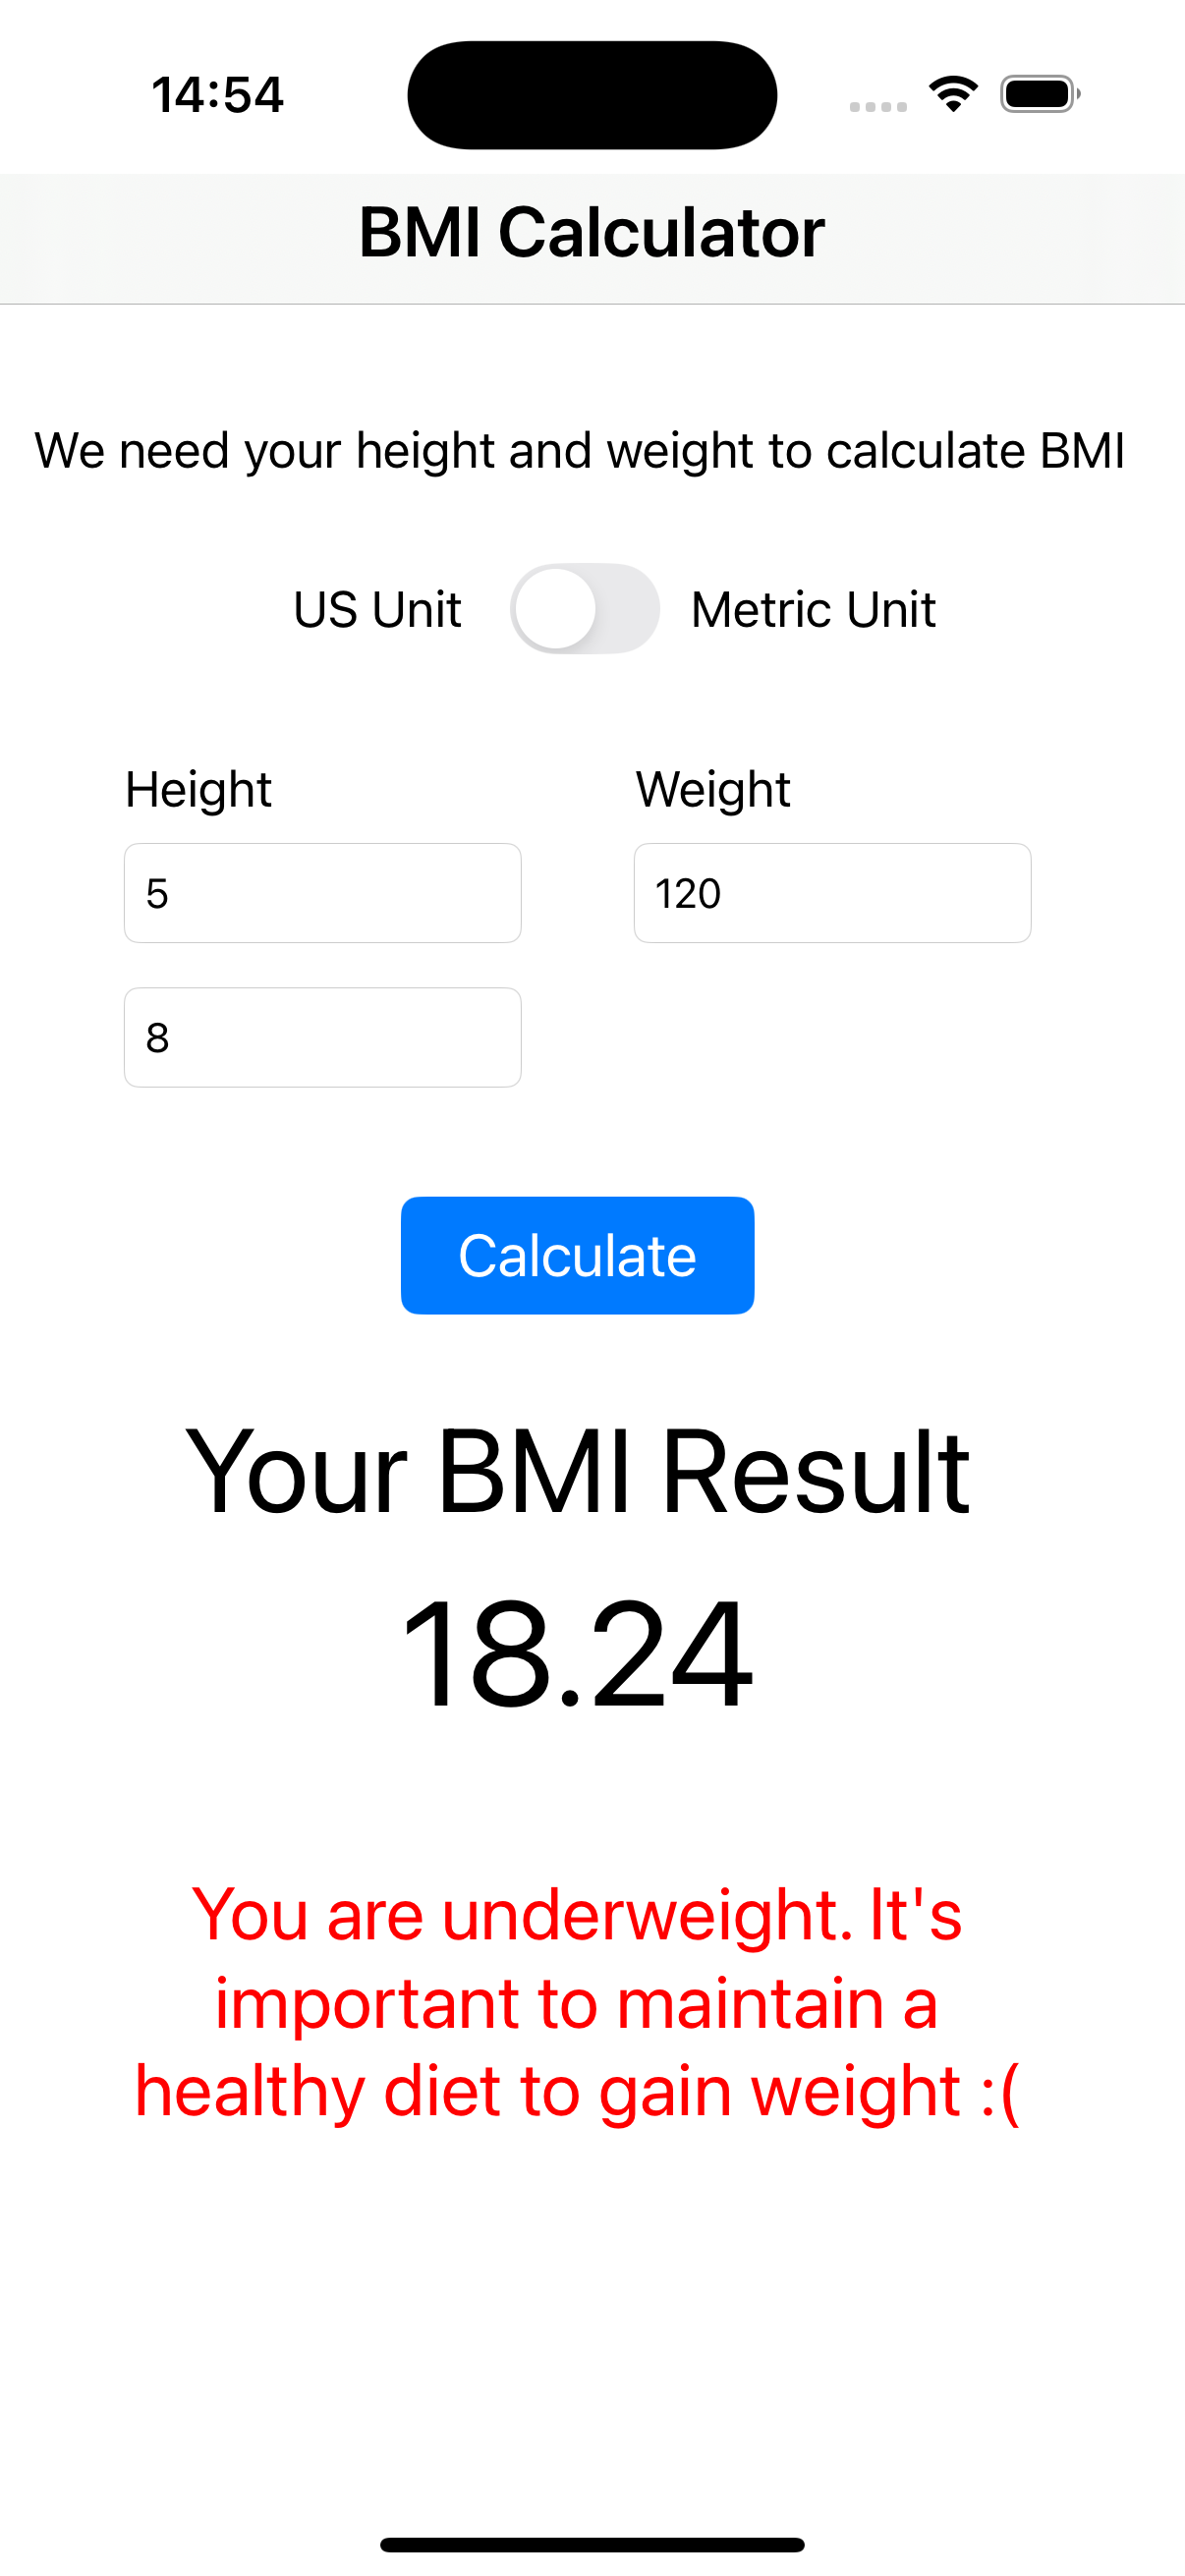 14:54
BMI Calculator
We need your height and weight to calculate BMI
US Unit Metric Unit
Height Weight
5 120
8
Calculate
Your BMI Result
18.24
You are underweight. It's
important to maintain a
healthy diet to gain weight :(